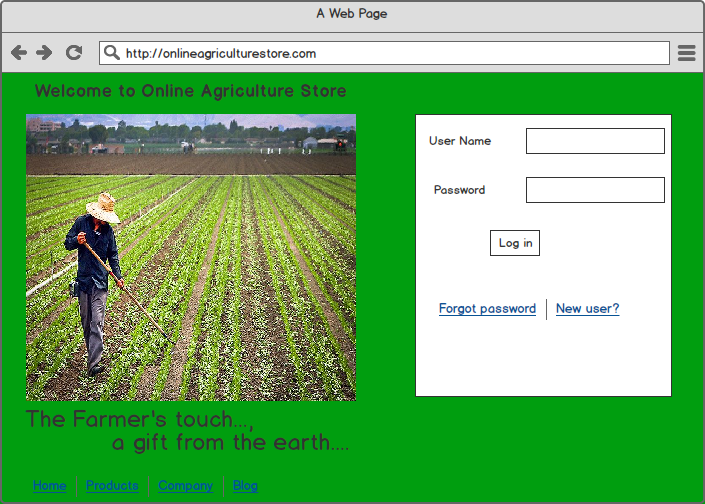 A Web Page
http://onlineagriculturestore.com
Welcome to Online Agriculture Store
User Name
Password
Log in
Forgot password New user?
The Farmer's touch...,
a gift from the earth....
Home Products Company Blog